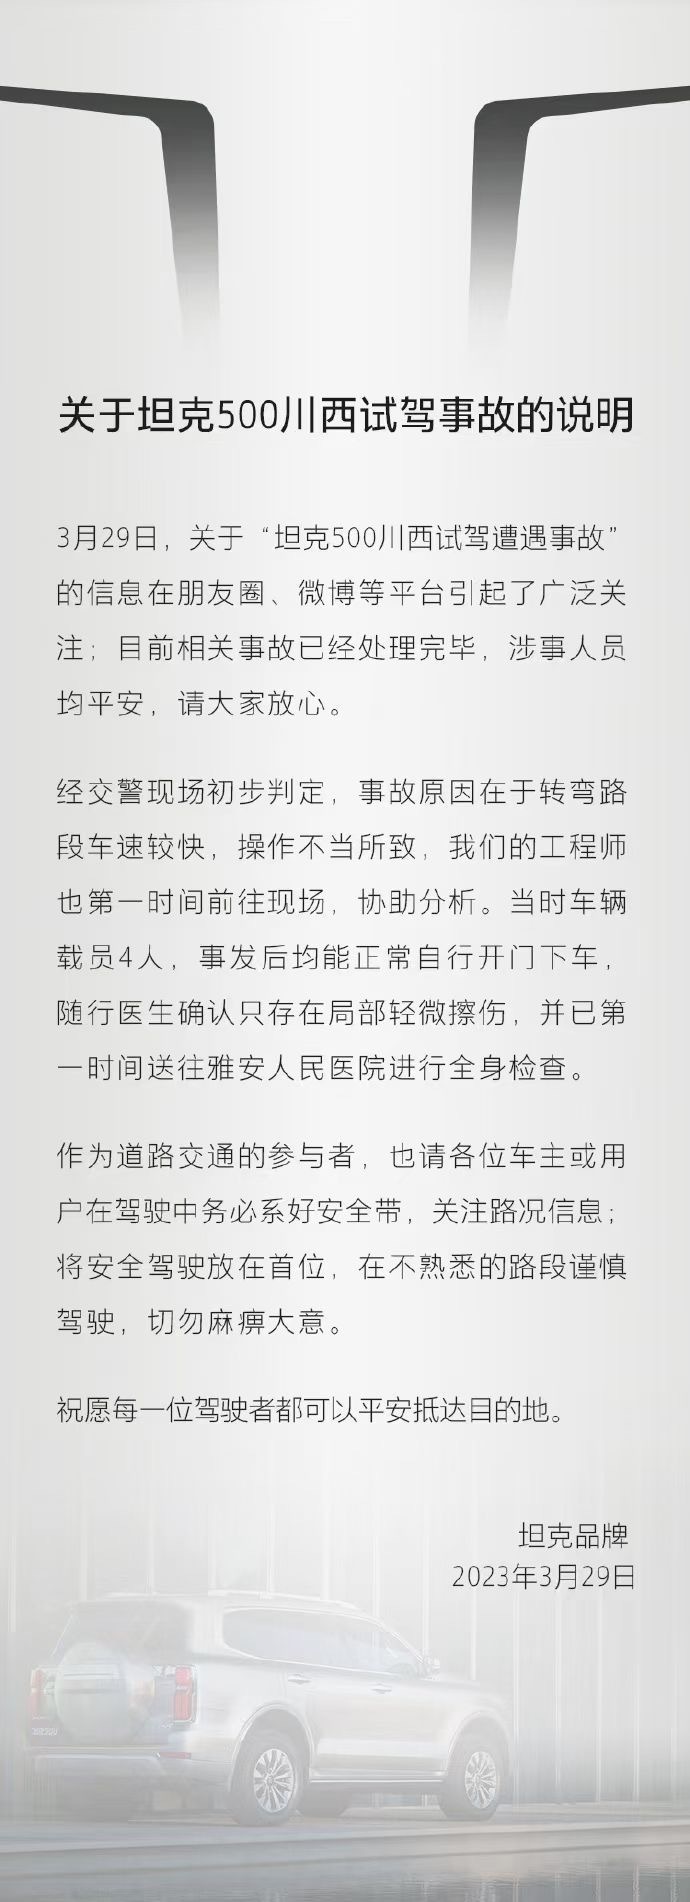 关于坦克500川西试驾事故的说明
3月29日，关于“坦克500川西试驾遭遇事故”
的信息在朋友圈、微博等平台引起了广泛关
注；目前相关事故已经处理完毕，涉事人员
均平安，请大家放心。
经交警现场初步判定，事故原因在于转弯路
段车速较快，操作不当所致，我们的工程师
也第一时间前往现场，协助分析。当时车辆
载员4人，事发后均能正常自行开门下车，
随行医生确认只存在局部轻微擦伤，并已第
一时间送往雅安人民医院进行全身检查。
作为道路交通的参与者，也请各位车主或用
户在驾驶中务必系好安全带，关注路况信息；
将安全驾驶放在首位，在不熟悉的路段谨慎
驾驶，切勿麻痹大意。
祝愿每一位驾驶者都可以平安抵达目的地。
坦克品牌
2023年3月29日